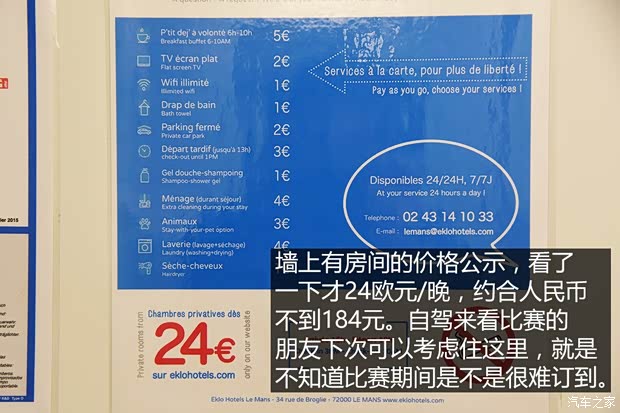 P'tit dej' à volonté 6h-10h
Breakfast buffet 6-10AM
5€
TV écran plat
Flat screen TV
2€
Wifi illimité
Illimited wifi
1€
Drap de bain
Bath towel
1€
Parking fermé
Private car park
2€
Départ tardif (jusqu'à 13h)
check-out until 1PM
3€
Gel douche-shampoing
Shampoo-shower gel
1€
Ménage (durant séjour)
Extra cleaning during your stay
4€
Animaux
Stay-with-your-pet option
3€
Laverie (lavage+séchage)
Laundry (washing+drying)
4€
Sèche-cheveux
Hairdryer
Services à la carte, pour plus de liberté !
Pay as you go, choose your services !
Disponibles 24/24H, 7/7J
At your service 24 hours a day !
Telephone : 02 43 14 10 33
E-mail : lemans@eklohotels.com
墙上有房间的价格公示，看了
一下才24欧元/晚，约合人民币
不到184元。自驾来看比赛的
朋友下次可以考虑住这里，就是
不知道比赛期间是不是很难订到。
Private rooms from
Chambres privatives dès
24€
sur eklohotels.com
only on our website
Eklo Hotels Le Mans - 34 rue de Broglie - 72000 LE MANS www.eklohotels.com
2015
汽车之家